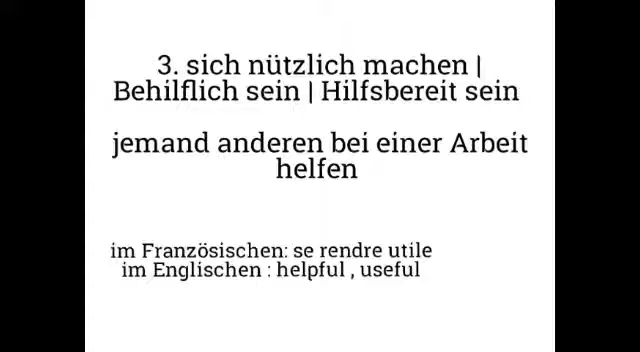 3. sich nützlich machen |
Behilflich sein | Hilfsbereit sein
jemand anderen bei einer Arbeit
helfen
im Französischen: se rendre utile
im Englischen : helpful , useful